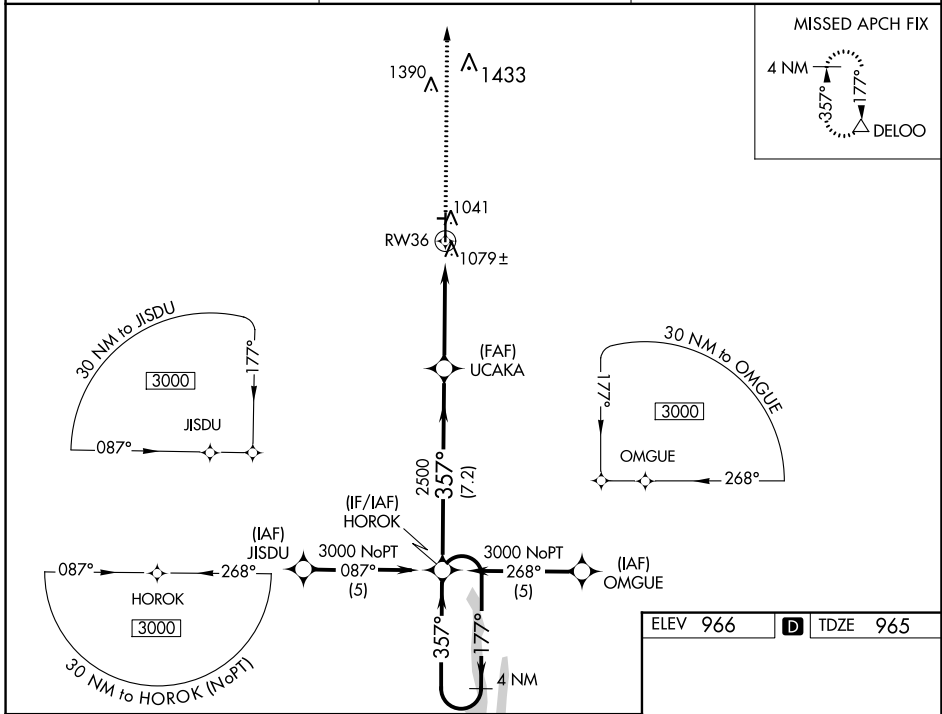 MISSED APCH FIX
4 NM
357°
177°
DELOO
1390
1433
1041
RW36
1079±
(FAF)
UCAKA
30 NM to JISDU
3000
177°
JISDU
087°
30 NM to OMGUE
3000
177°
OMGUE
268°
2500
357°
(7.2)
(IF/IAF)
HOROK
(IAF)
JISDU
3000 NoPT
087°
(5)
3000 NoPT
268°
(5)
(IAF)
OMGUE
087°
268°
HOROK
3000
30 NM to HOROK (NoPT)
357°
177°
4 NM
ELEV 966
D
TDZE 965